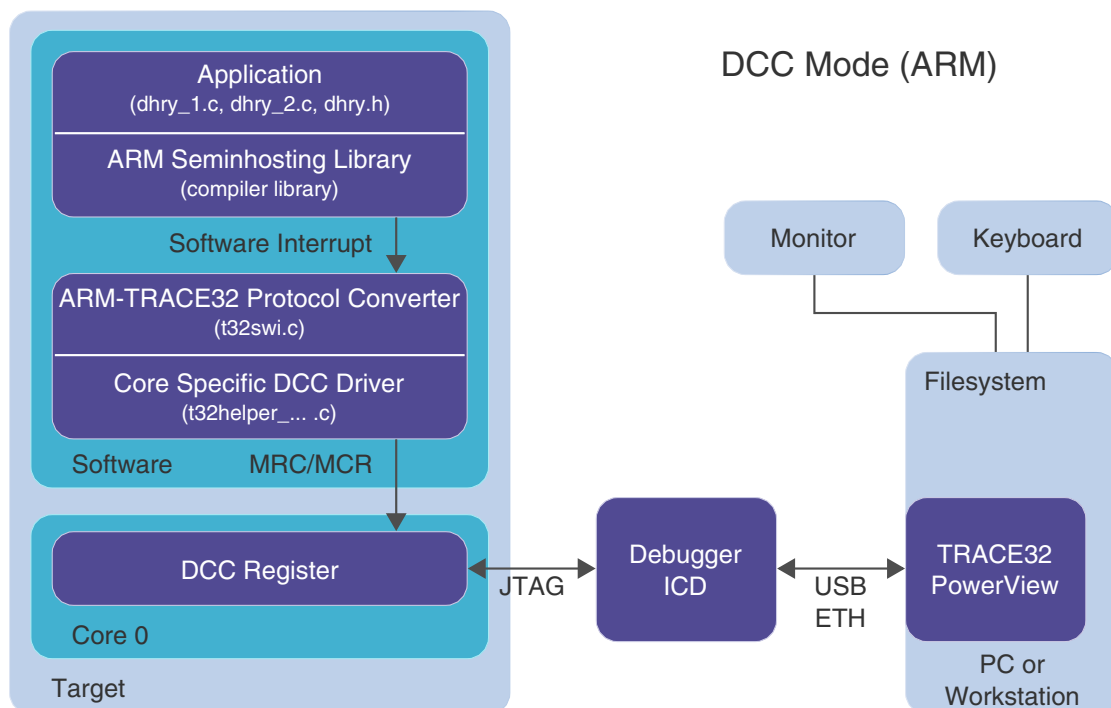 DCC Mode (ARM)
Application
(dhry_1.c, dhry_2.c, dhry.h)
ARM Seminhosting Library
(compiler library)
Software Interrupt
ARM-TRACE32 Protocol Converter
(t32swi.c)
Core Specific DCC Driver
(t32helper_... .c)
Software
MRC/MCR
DCC Register
Core 0
Target
JTAG
Debugger
ICD
USB
ETH
Monitor
Keyboard
Filesystem
TRACE32
PowerView
PC or
Workstation